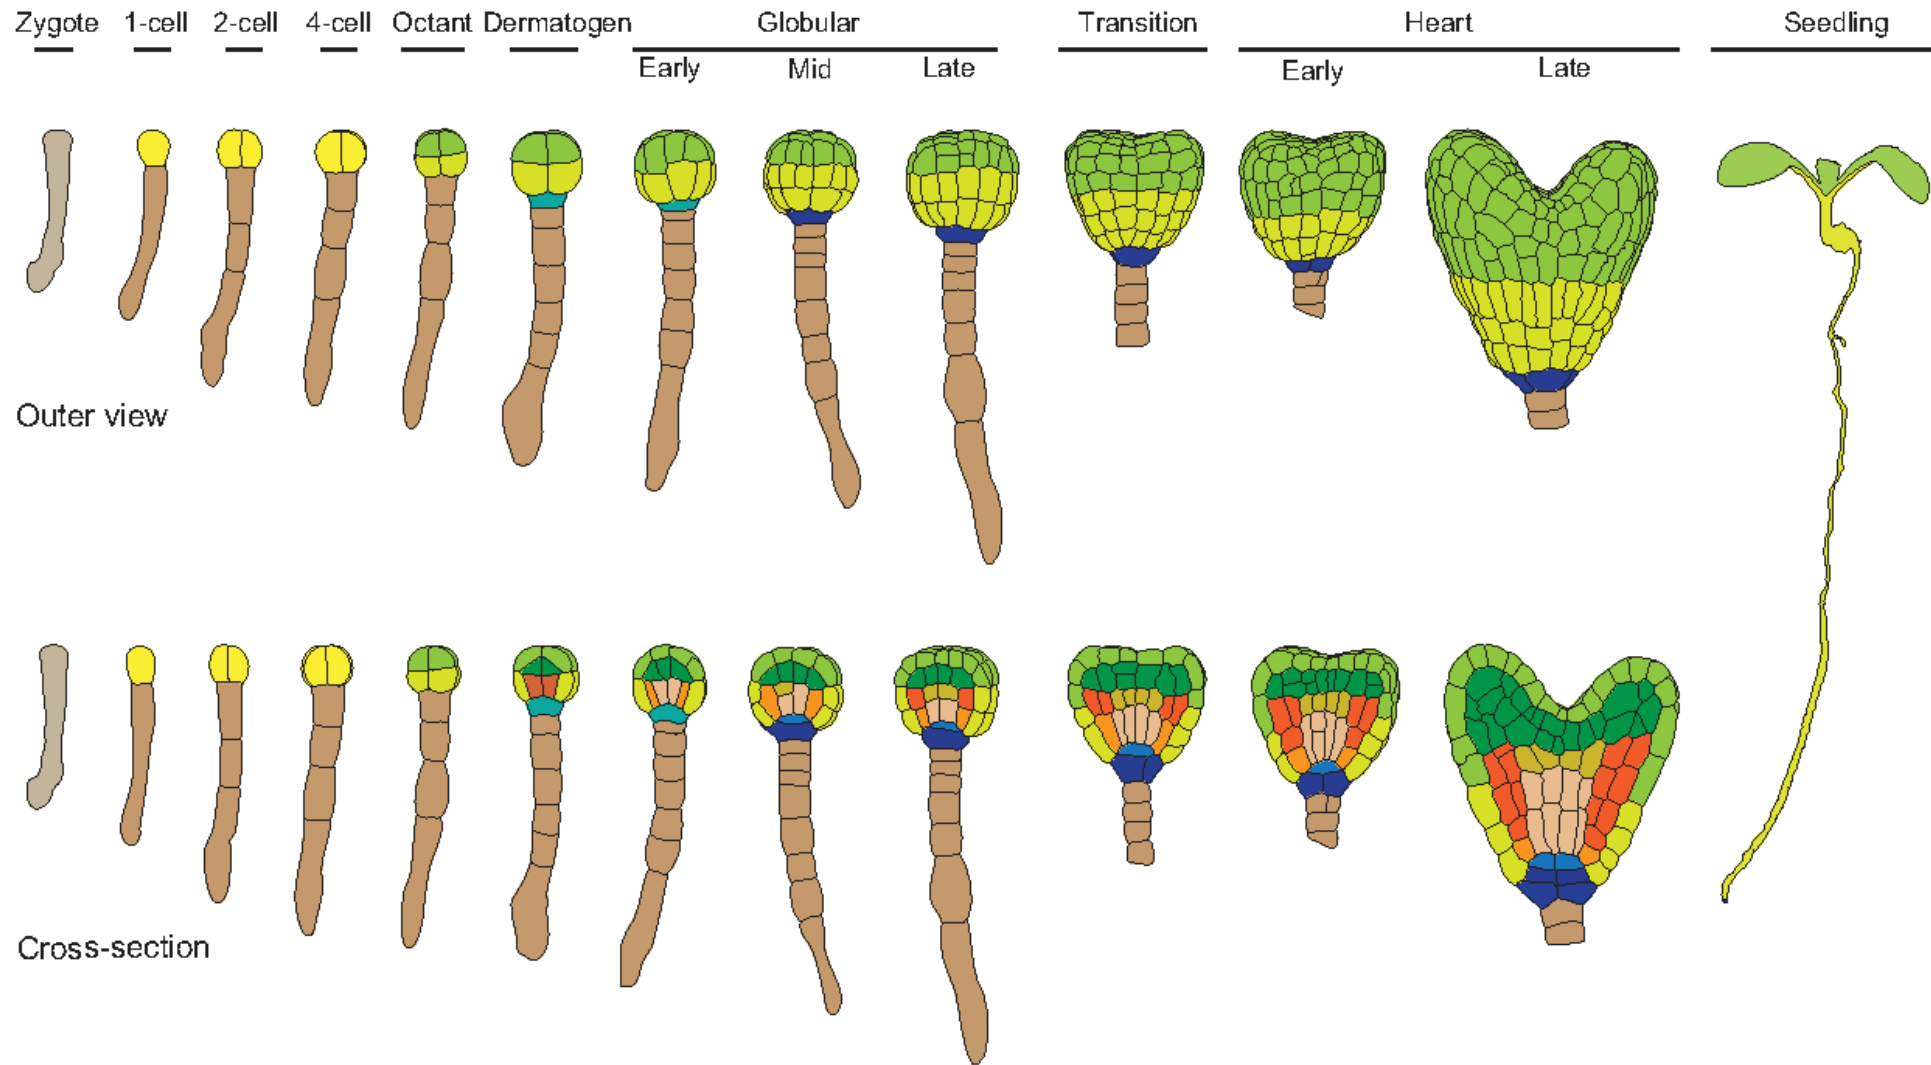 Zygote 1-cell 2-cell 4-cell Octant Dermatogen Globular Transition Heart Seedling
Early Mid Late Early Late
Outer view
Cross-section